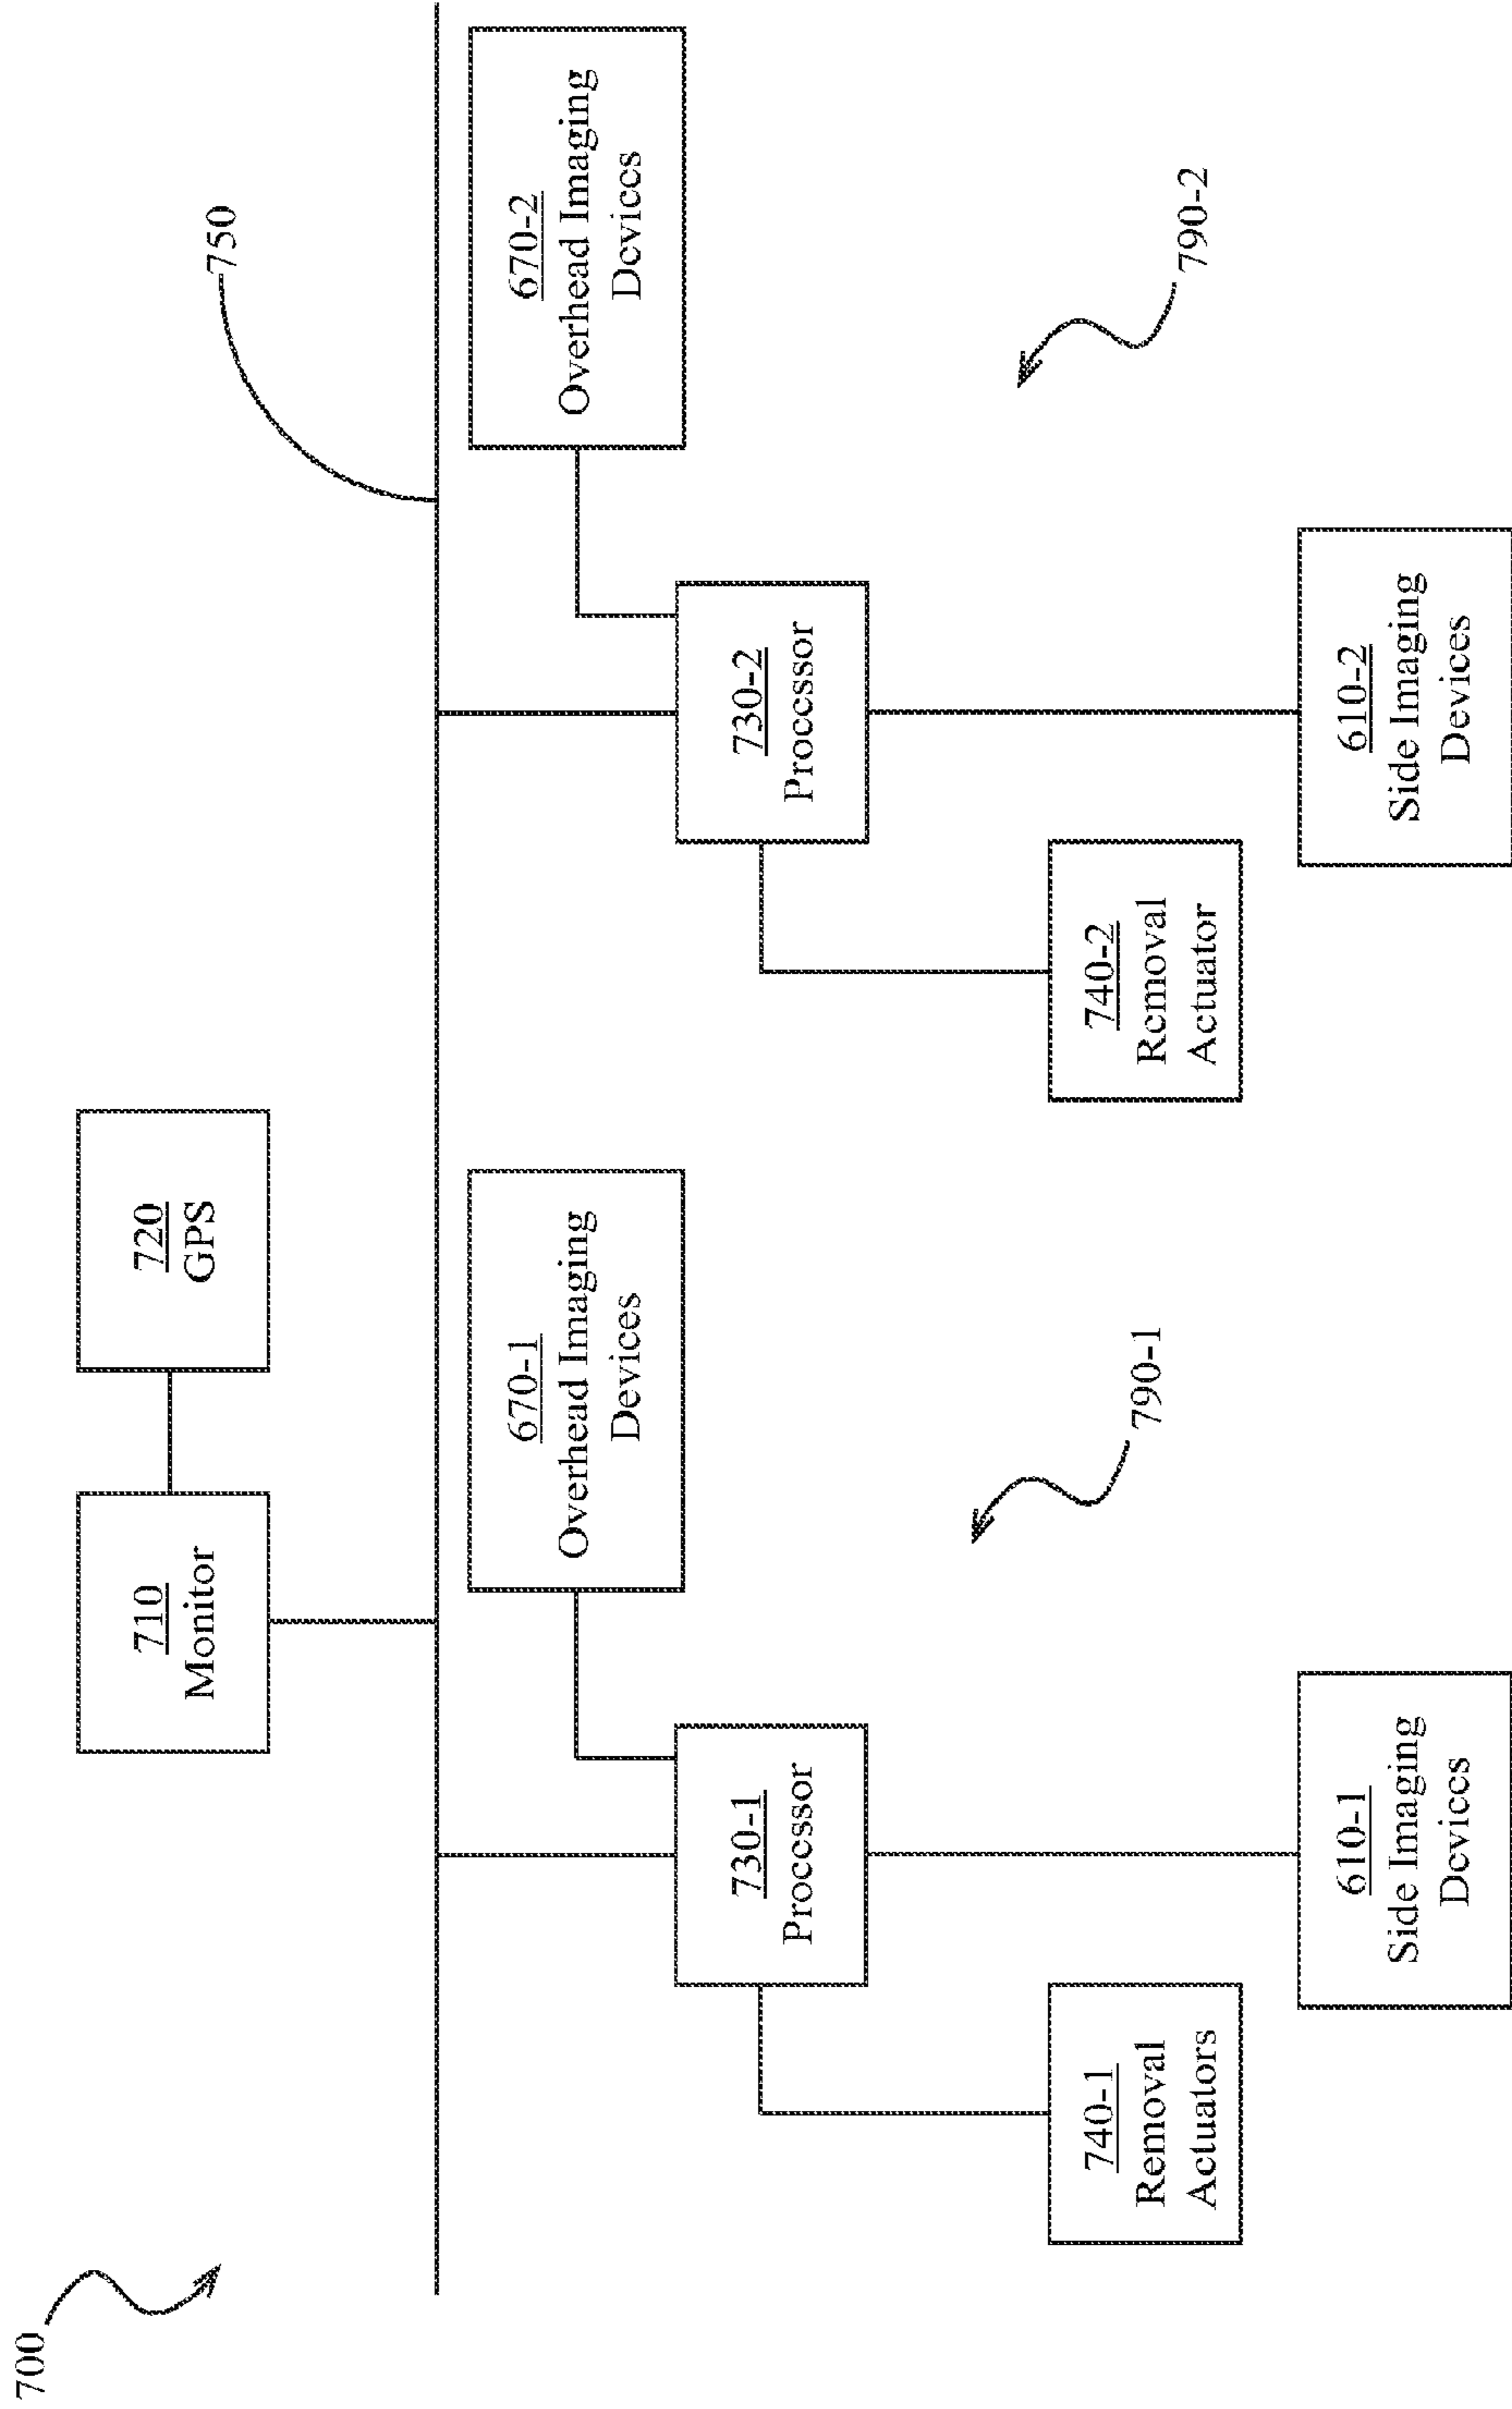 700
710
Monitor
720
GPS
750
730-1
Processor
670-1
Overhead Imaging
Devices
740-1
Removal
Actuators
610-1
Side Imaging
Devices
790-1
730-2
Processor
670-2
Overhead Imaging
Devices
740-2
Removal
Actuator
610-2
Side Imaging
Devices
790-2